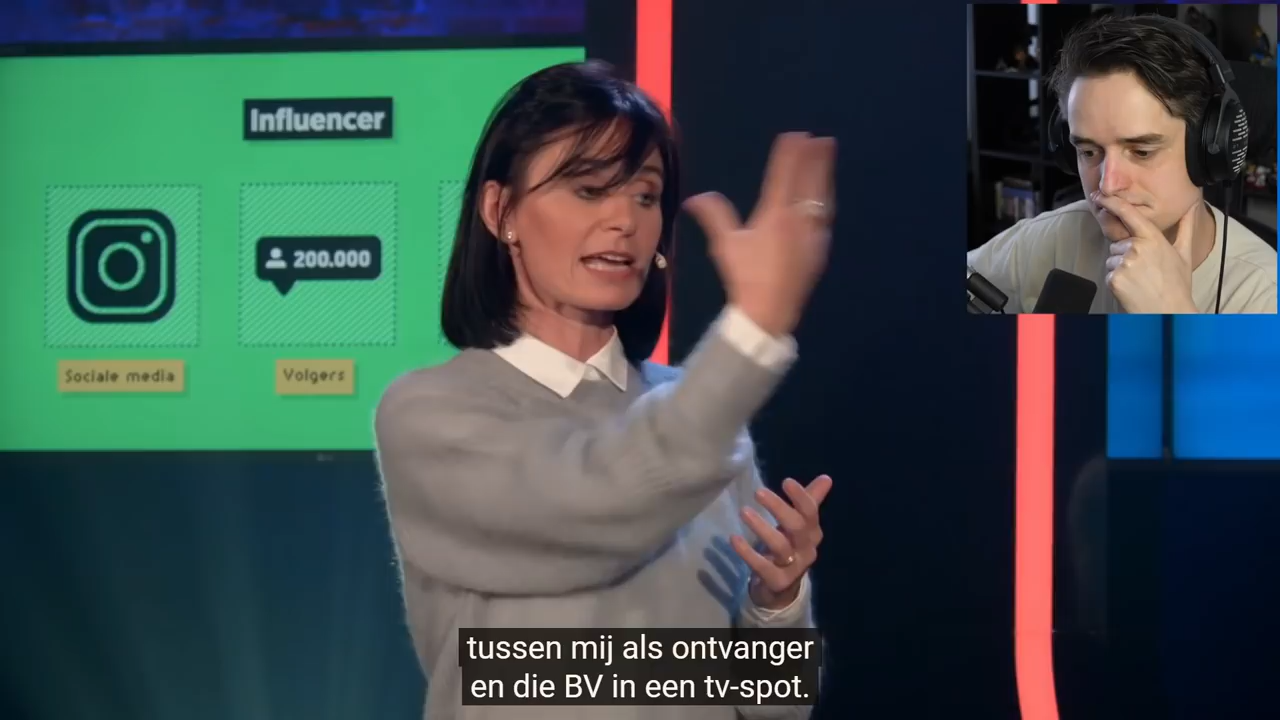 Influencer
200.000
Sociale media
Volgers
tussen mij als ontvanger
en die BV in een tv-spot.